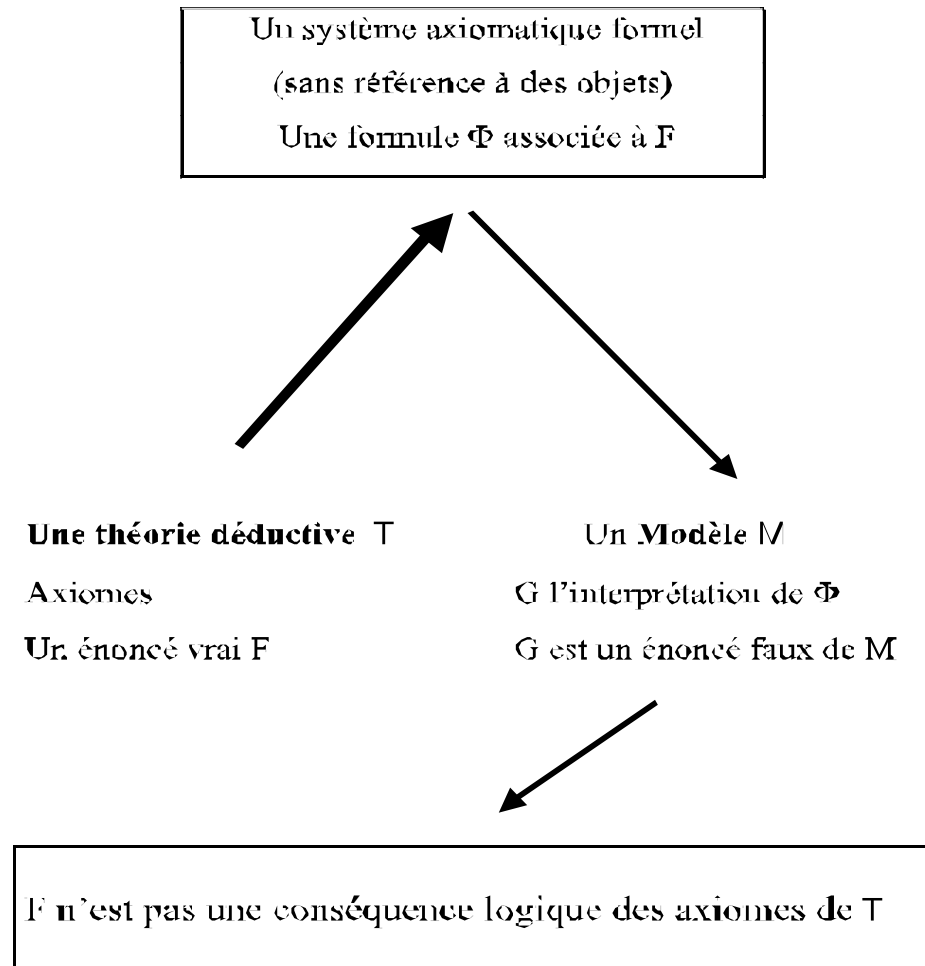 Un système axiomatique formel
(sans référence à des objets)
Une formule Φ associée à F
Une théorie déductive T
Un Modèle M
Axiomes
G l'interprétation de Φ
Un énoncé vrai F
G est un énoncé faux de M
F n'est pas une conséquence logique des axiomes de T